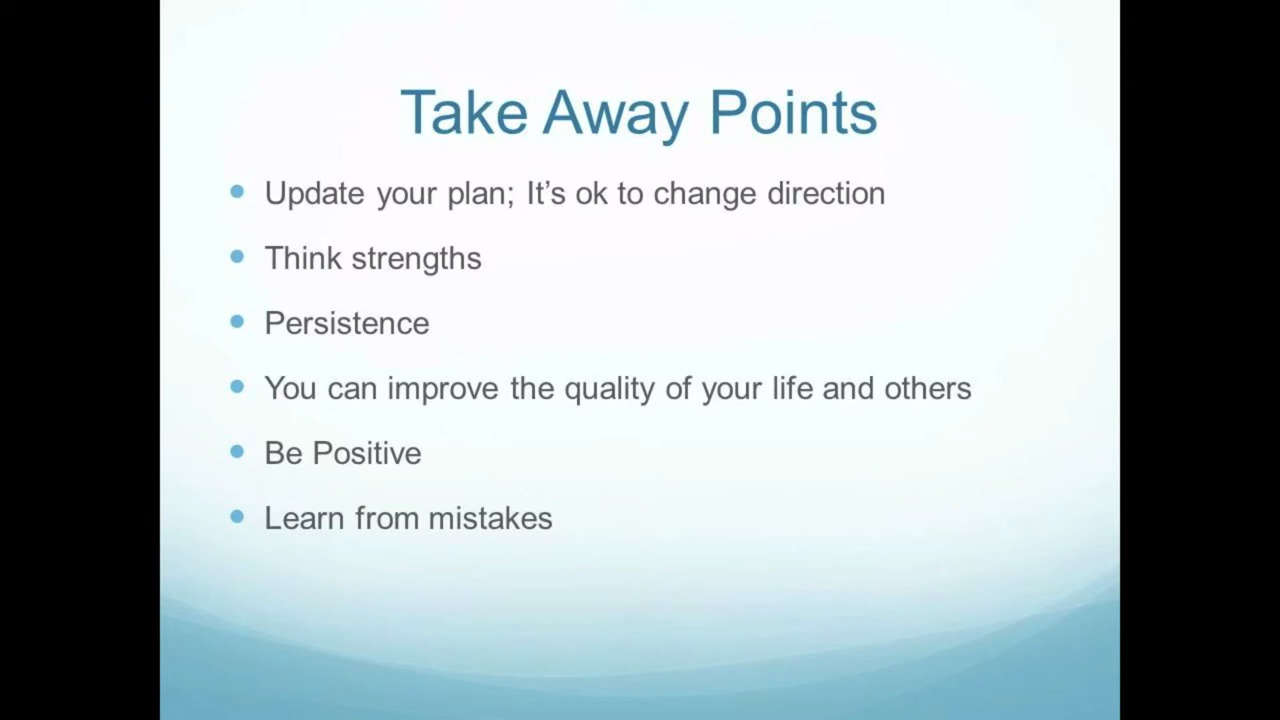 Take Away Points
Update your plan; It’s ok to change direction
Think strengths
Persistence
You can improve the quality of your life and others
Be Positive
Learn from mistakes